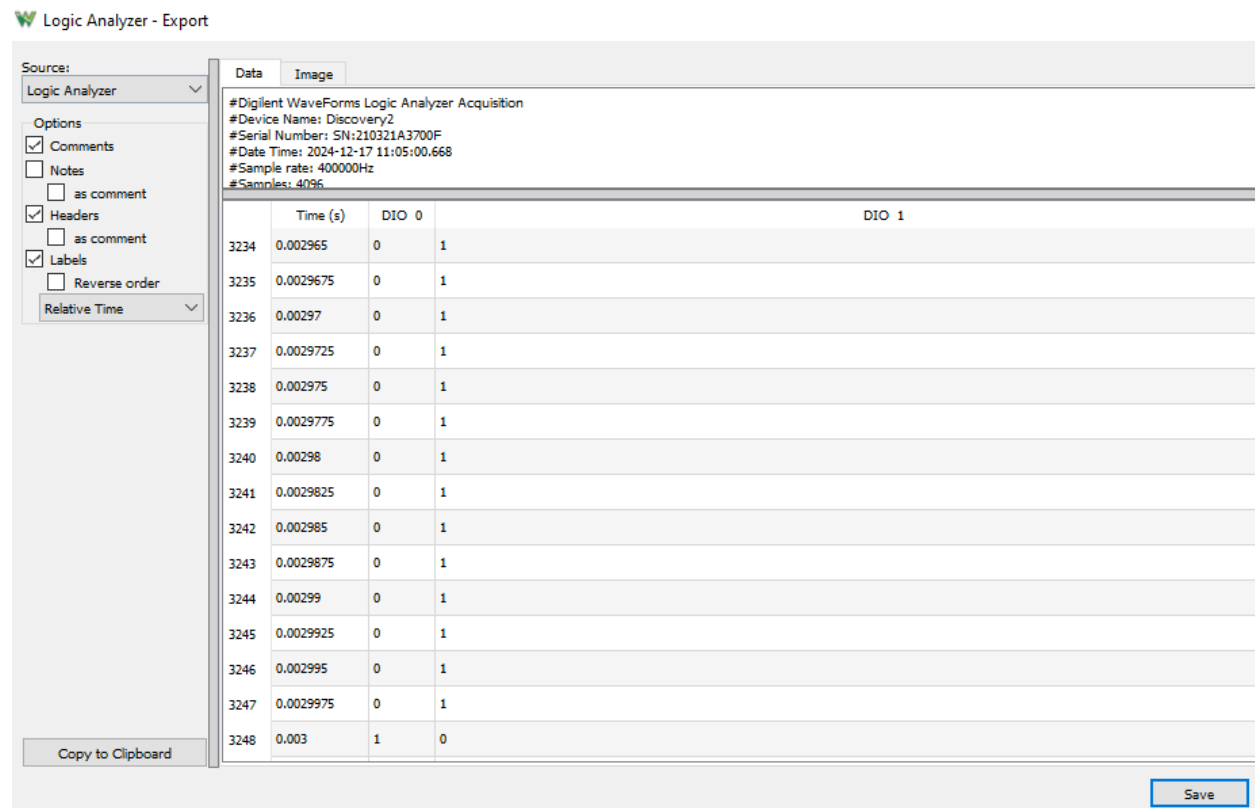 Logic Analyzer - Export
Source:
Logic Analyzer
Options
Comments
Notes
as comment
Headers
as comment
Labels
Reverse order
Relative Time
Copy to Clipboard
Data Image
#Digilent WaveForms Logic Analyzer Acquisition
#Device Name: Discovery2
#Serial Number: SN:210321A3700F
#Date Time: 2024-12-17 11:05:00.668
#Sample rate: 400000Hz
#Samples: 4096
Time (s) DIO 0 DIO 1
3234 0.002965 0 1
3235 0.0029675 0 1
3236 0.00297 0 1
3237 0.0029725 0 1
3238 0.002975 0 1
3239 0.0029775 0 1
3240 0.00298 0 1
3241 0.0029825 0 1
3242 0.002985 0 1
3243 0.0029875 0 1
3244 0.00299 0 1
3245 0.0029925 0 1
3246 0.002995 0 1
3247 0.0029975 0 1
3248 0.003 1 0
Save